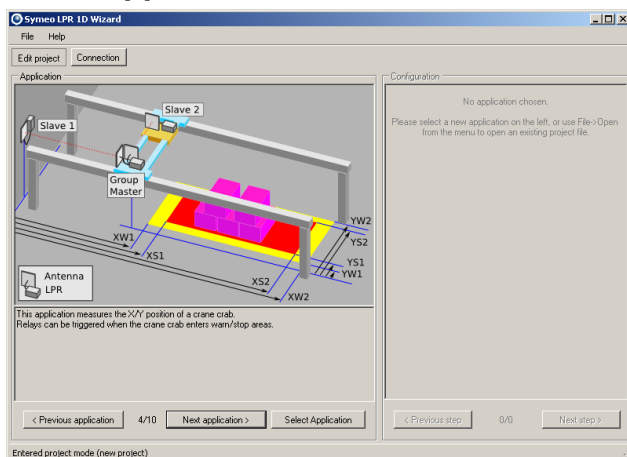 Symeo LPR 1D Wizard
File Help
Edit project Connection
Application
Slave 1
Slave 2
Group
Master
XW1
XS1
XS2
XW2
YW2
YS2
YS1
YW1
Antenna
LPR
This application measures the X/Y position of a crane crab.
Relays can be triggered when the crane crab enters warn/stop areas.
< Previous application 4/10 Next application > Select Application
Configuration
No application chosen.
Please select a new application on the left, or use File->Open
from the menu to open an existing project file.
< Previous step 0/0 Next step >
Entered project mode (new project)